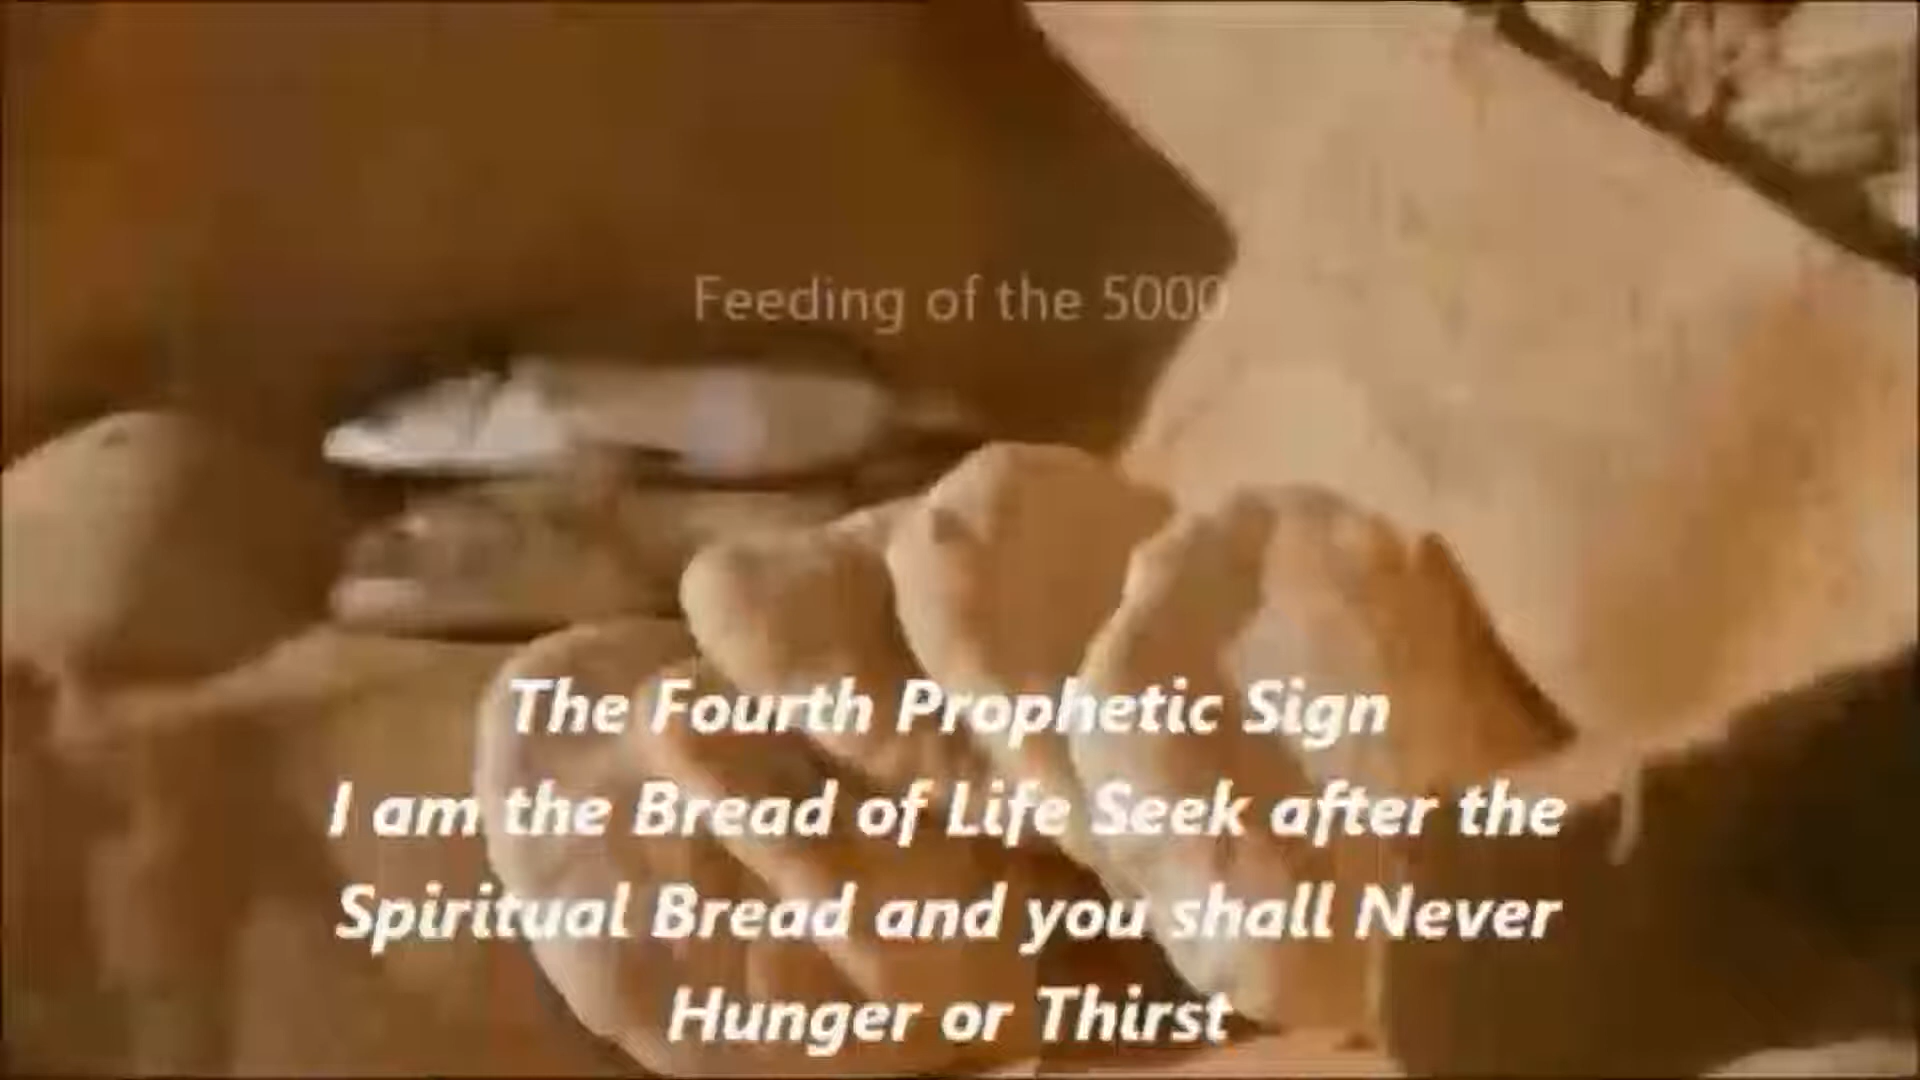 Feeding of the 5000
The Fourth Prophetic Sign
I am the Bread of Life Seek after the
Spiritual Bread and you shall Never
Hunger or Thirst